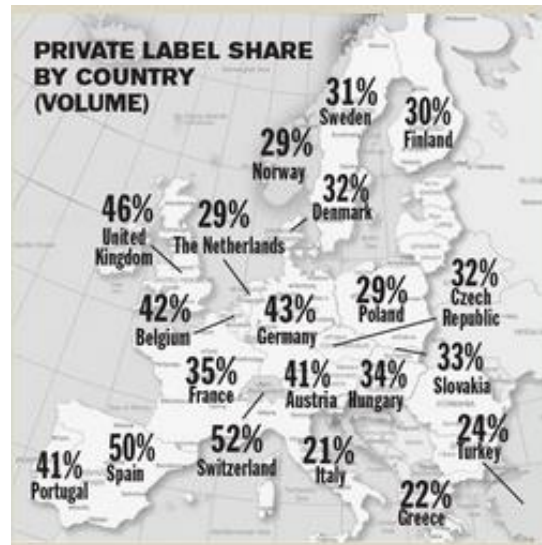 PRIVATE LABEL SHARE
BY COUNTRY
(VOLUME)
31%
Sweden
30%
Finland
29%
Norway
32%
Denmark
46%
United
Kingdom
29%
The Netherlands
42%
Belgium
43%
Germany
29%
Poland
32%
Czech
Republic
35%
France
41%
Austria
34%
Hungary
33%
Slovakia
41%
Portugal
50%
Spain
52%
Switzerland
21%
Italy
24%
Turkey
22%
Greece